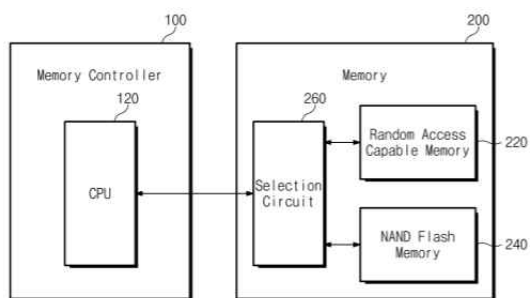 100
200
Memory Controller
Memory
120
260
CPU
Selection
Circuit
Random Access
Capable Memory
220
NAND Flash
Memory
240